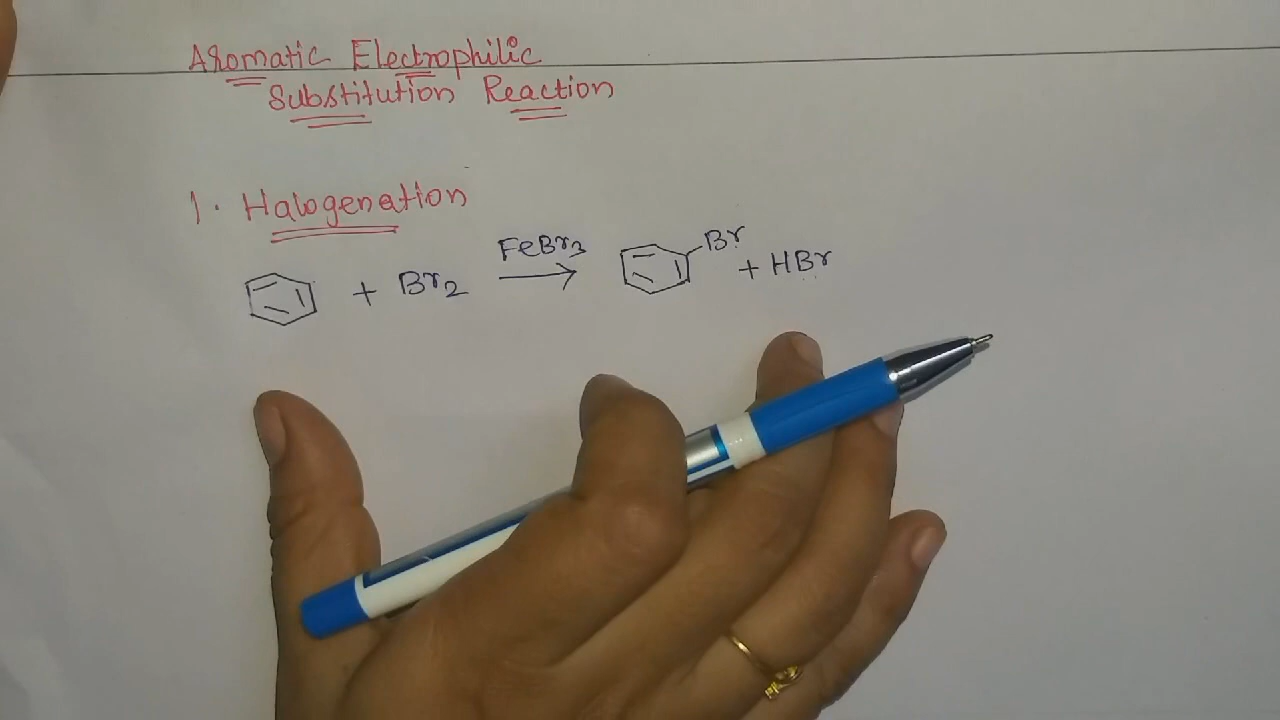 Aromatic Electrophilic
Substitution Reaction
1. Halogenation
+ Br2 FeBr3 → Br + HBr